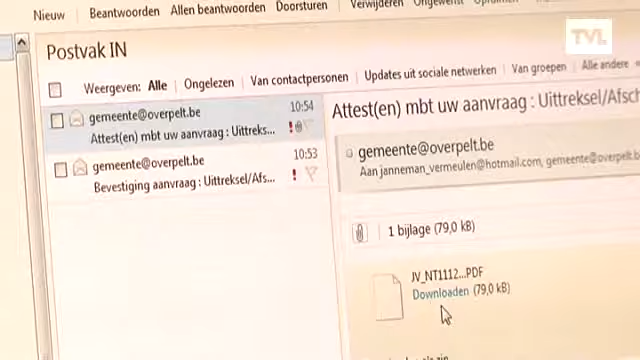 Nieuw Beantwoorden Allen beantwoorden Doorsturen Verwijderen Ongewenst
TVL
Postvak IN
Weergeven: Alle Ongelezen Van contactpersonen Updates uit sociale netwerken Van groepen Alle andere
gemeente@overpelt.be 10:54
Attest(en) mbt uw aanvraag : Uittreks...
gemeente@overpelt.be 10:53
Bevestiging aanvraag : Uittreksel/Afs...
Attest(en) mbt uw aanvraag : Uittreksel/Afsch
gemeente@overpelt.be
Aan janneman_vermeulen@hotmail.com, gemeente@overpelt.b
1 bijlage (79,0 kB)
JV_NT1112...PDF
Downloaden (79,0 kB)